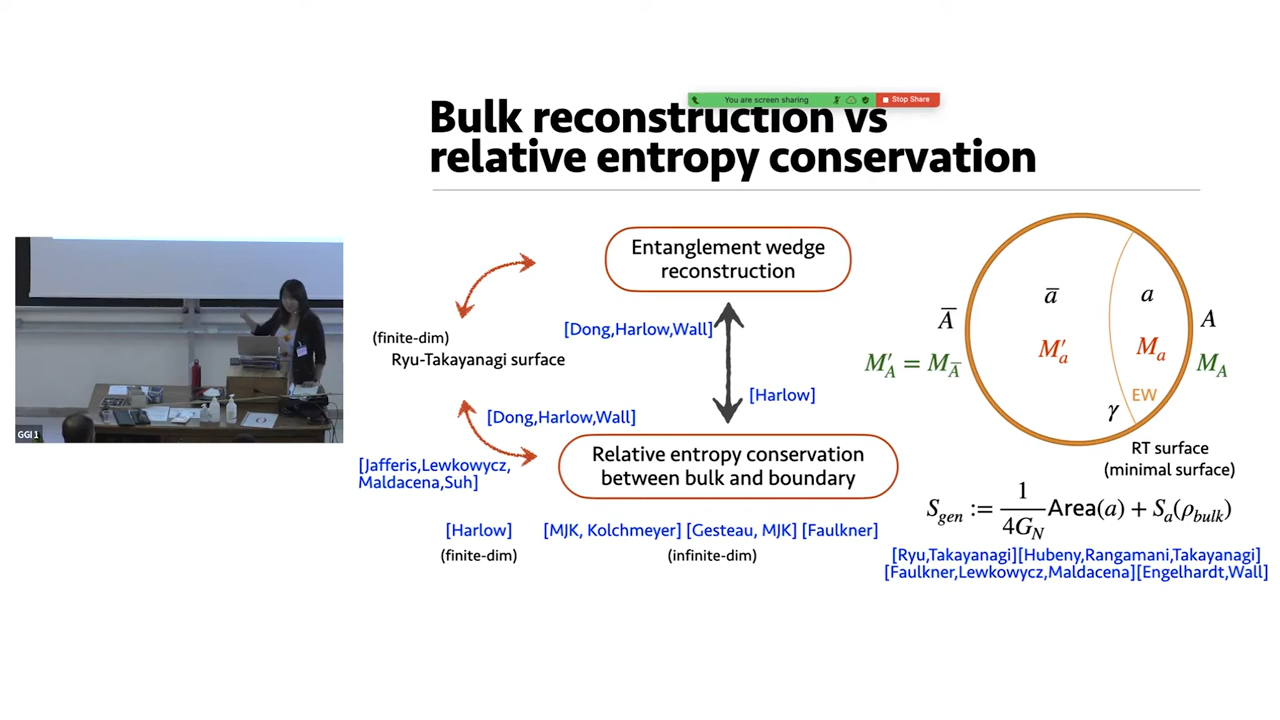 You are screen sharing
Stop Share
Bulk reconstruction vs
relative entropy conservation
Entanglement wedge
reconstruction
[Dong,Harlow,Wall]
[Harlow]
(finite-dim)
Ryu-Takayanagi surface
[Dong,Harlow,Wall]
[Jafferis,Lewkowycz,
Maldacena,Suh]
Relative entropy conservation
between bulk and boundary
[Harlow]
(finite-dim)
[MJK, Kolchmeyer] [Gesteau, MJK] [Faulkner]
(infinite-dim)
A̅
M′_A = M_A̅
a̅
M′_a
a
M_a
EW
γ
A
M_A
RT surface
(minimal surface)
S_gen := 1/4G_N Area(a) + S_a(ρ_bulk)
[Ryu,Takayanagi][Hubeny,Rangamani,Takayanagi]
[Faulkner,Lewkowycz,Maldacena][Engelhardt,Wall]
GGI 1